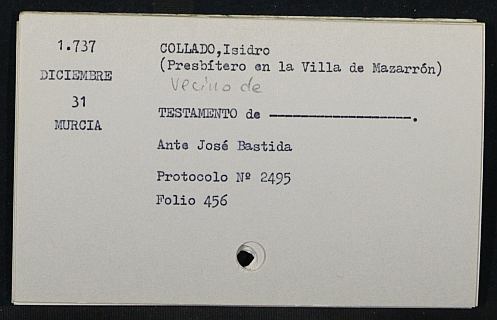 1.737
DICIEMBRE
31
MURCIA
COLLADO,Isidro
(Presbítero en la Villa de Mazarrón)
Vecino de
TESTAMENTO de ------------------.
Ante José Bastida
Protocolo Nº 2495
Folio 456